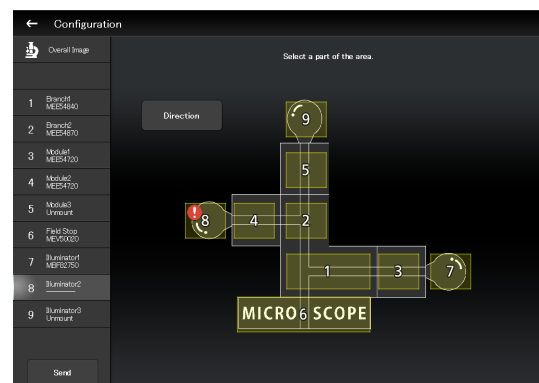 ← Configuration
Overall Image
Select a part of the area.
1 Branch1
MEE54840
2 Branch2
MEE54870
3 Module1
MEE54720
4 Module2
MEE54720
5 Module3
Unmount
6 Field Stop
MEV50020
7 Illuminator1
MBF82750
8 Illuminator2
9 Illuminator3
Unmount
Send
Direction
9
5
! 8
4
2
1
3
7
MICRO 6 SCOPE